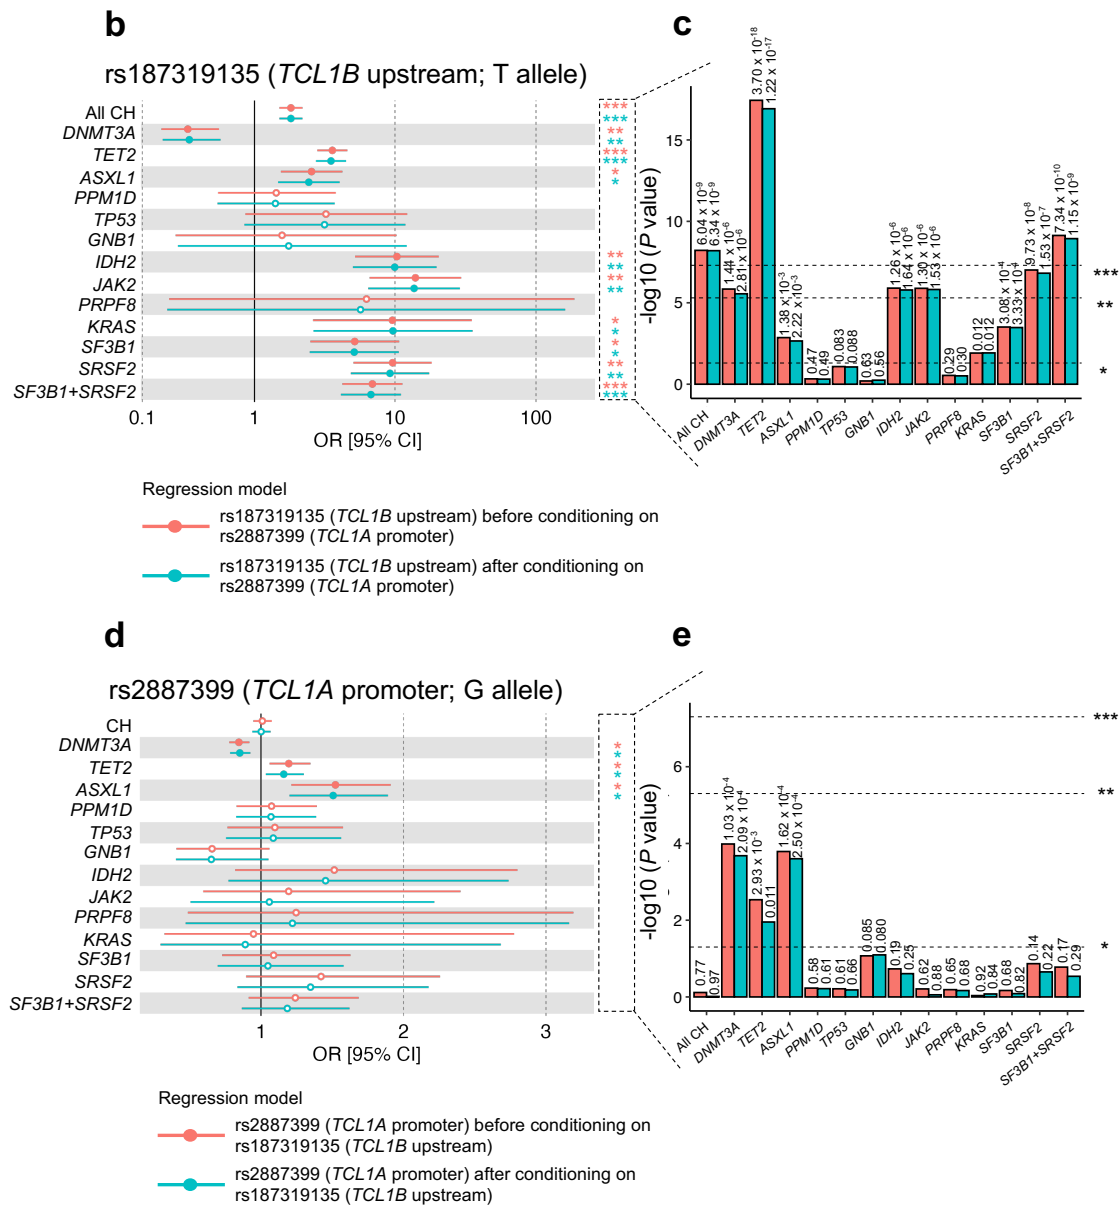 b
rs187319135 (TCL1B upstream; T allele)
All CH
DNMT3A
TET2
ASXL1
PPM1D
TP53
GNB1
IDH2
JAK2
PRPF8
KRAS
SF3B1
SRSF2
SF3B1+SRSF2
***
***
**
**
***
***
*
*
**
**
**
**
*
*
*
*
**
**
***
***
0.1 1 10 100
OR [95% CI]
Regression model
rs187319135 (TCL1B upstream) before conditioning on
rs2887399 (TCL1A promoter)
rs187319135 (TCL1B upstream) after conditioning on
rs2887399 (TCL1A promoter)
c
-log10 (P value)
15
10
5
0
6.04 x 10-9
6.34 x 10-9
1.44 x 10-6
2.81 x 10-6
3.70 x 10-18
1.22 x 10-17
1.38 x 10-3
2.22 x 10-3
0.47
0.49
0.083
0.088
0.63
0.56
1.26 x 10-6
1.64 x 10-6
1.30 x 10-6
1.53 x 10-6
0.29
0.30
0.012
0.012
3.08 x 10-4
3.33 x 10-4
9.73 x 10-8
1.53 x 10-7
7.34 x 10-10
1.15 x 10-9
***
**
*
All CH
DNMT3A
TET2
ASXL1
PPM1D
TP53
GNB1
IDH2
JAK2
PRPF8
KRAS
SF3B1
SRSF2
SF3B1+SRSF2
d
rs2887399 (TCL1A promoter; G allele)
CH
DNMT3A
TET2
ASXL1
PPM1D
TP53
GNB1
IDH2
JAK2
PRPF8
KRAS
SF3B1
SRSF2
SF3B1+SRSF2
*
*
*
*
*
*
1 2 3
OR [95% CI]
Regression model
rs2887399 (TCL1A promoter) before conditioning on
rs187319135 (TCL1B upstream)
rs2887399 (TCL1A promoter) after conditioning on
rs187319135 (TCL1B upstream)
e
-log10 (P value)
6
4
2
0
0.77
0.97
1.03 x 10-4
2.09 x 10-4
2.93 x 10-3
0.011
1.62 x 10-4
2.50 x 10-4
0.58
0.61
0.61
0.66
0.085
0.080
0.19
0.25
0.62
0.88
0.65
0.68
0.92
0.84
0.68
0.82
0.14
0.22
0.17
0.29
***
**
*
All CH
DNMT3A
TET2
ASXL1
PPM1D
TP53
GNB1
IDH2
JAK2
PRPF8
KRAS
SF3B1
SRSF2
SF3B1+SRSF2